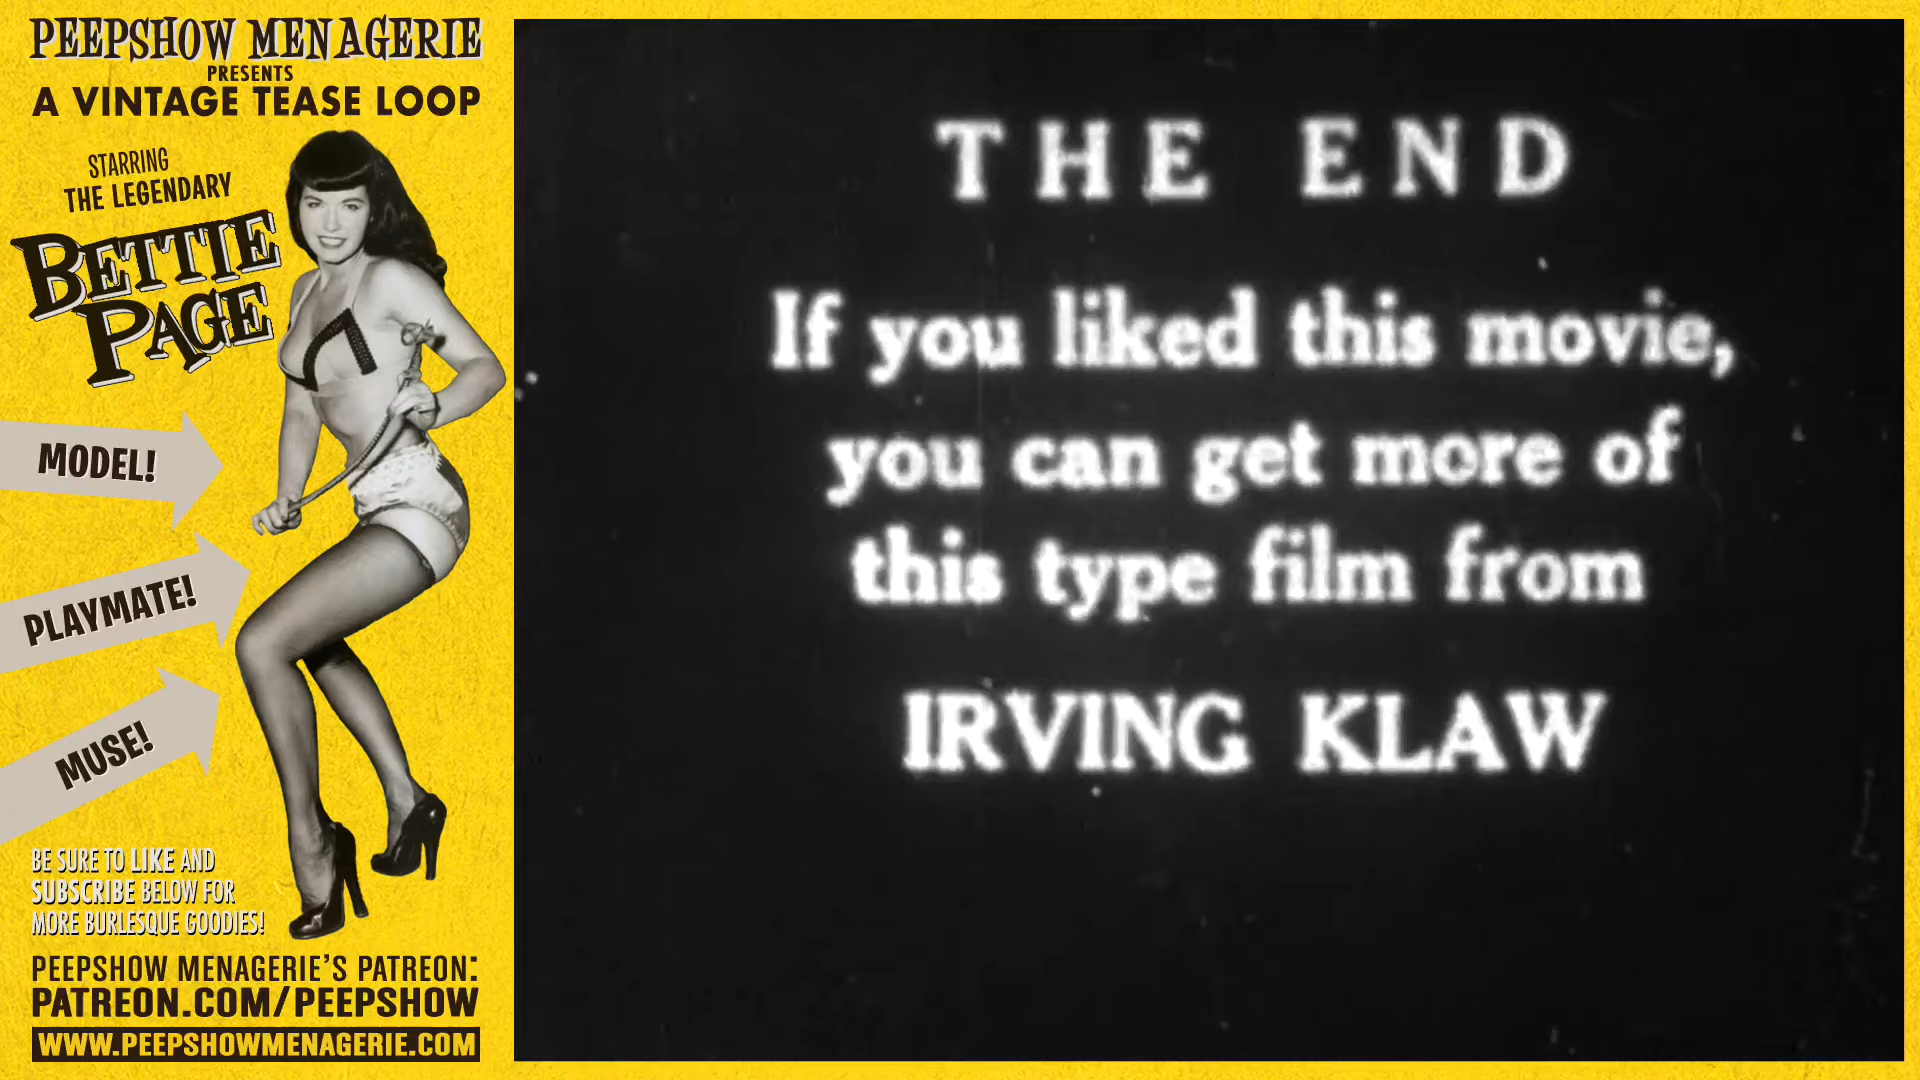 PEEPSHOW MENAGERIE
PRESENTS
A VINTAGE TEASE LOOP
STARRING
THE LEGENDARY
BETTIE
PAGE
MODEL!
PLAYMATE!
MUSE!
BE SURE TO LIKE AND
SUBSCRIBE BELOW FOR
MORE BURLESQUE GOODIES!
PEEPSHOW MENAGERIE'S PATREON:
PATREON.COM/PEEPSHOW
WWW.PEEPSHOWMENAGERIE.COM
THE END
If you liked this movie,
you can get more of
this type film from
IRVING KLAW